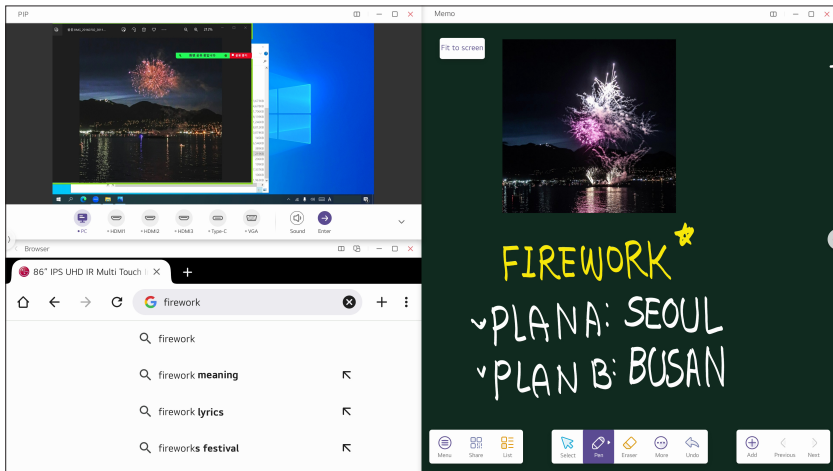 PIP
21%
PC
HDMI1
HDMI2
HDMI3
Type-C
VGA
Sound
Enter
Browser
86" IPS UHD IR Multi Touch
firework
firework
firework meaning
firework lyrics
fireworks festival
Memo
Fit to screen
FIREWORK
PLAN A: SEOUL
PLAN B: BUSAN
Menu
Share
List
Select
Pen
Eraser
More
Undo
Add
Previous
Next